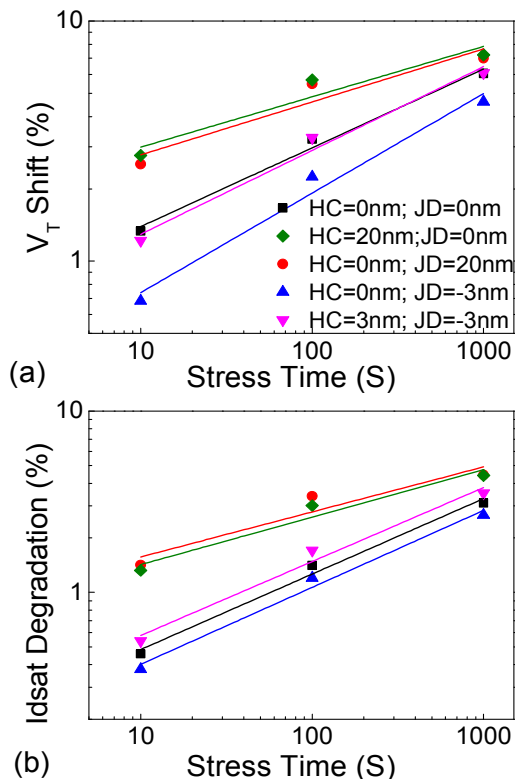 10
V_T Shift (%)
1
HC=0nm; JD=0nm
HC=20nm;JD=0nm
HC=0nm; JD=20nm
HC=0nm; JD=-3nm
HC=3nm; JD=-3nm
10 100 1000
(a) Stress Time (S)
10
Idsat Degradation (%)
1
10 100 1000
(b) Stress Time (S)